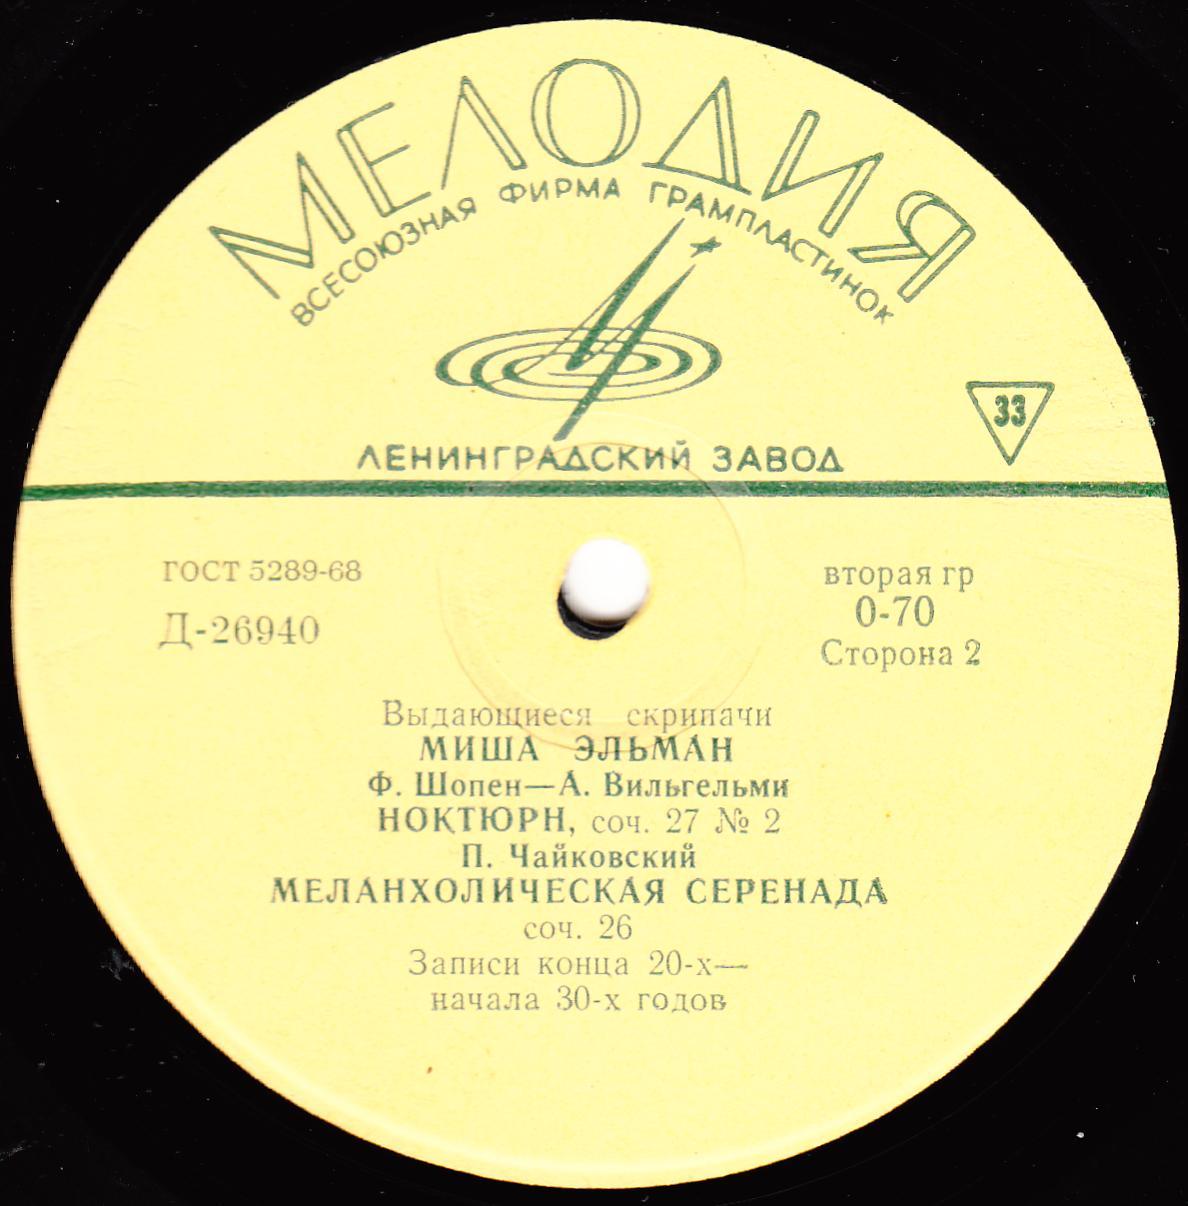 МЕЛОДИЯ
ВСЕСОЮЗНАЯ ФИРМА ГРАМПЛАСТИНОК
33
ЛЕНИНГРАДСКИЙ ЗАВОД
ГОСТ 5289-68
вторая гр
Д-26940
0-70
Сторона 2
Выдающиеся скрипачи
МИША ЭЛЬМАН
Ф. Шопен—А. Вильгельми
НОКТЮРН, соч. 27 № 2
П. Чайковский
МЕЛАНХОЛИЧЕСКАЯ СЕРЕНАДА
соч. 26
Записи конца 20-х—
начала 30-х годов